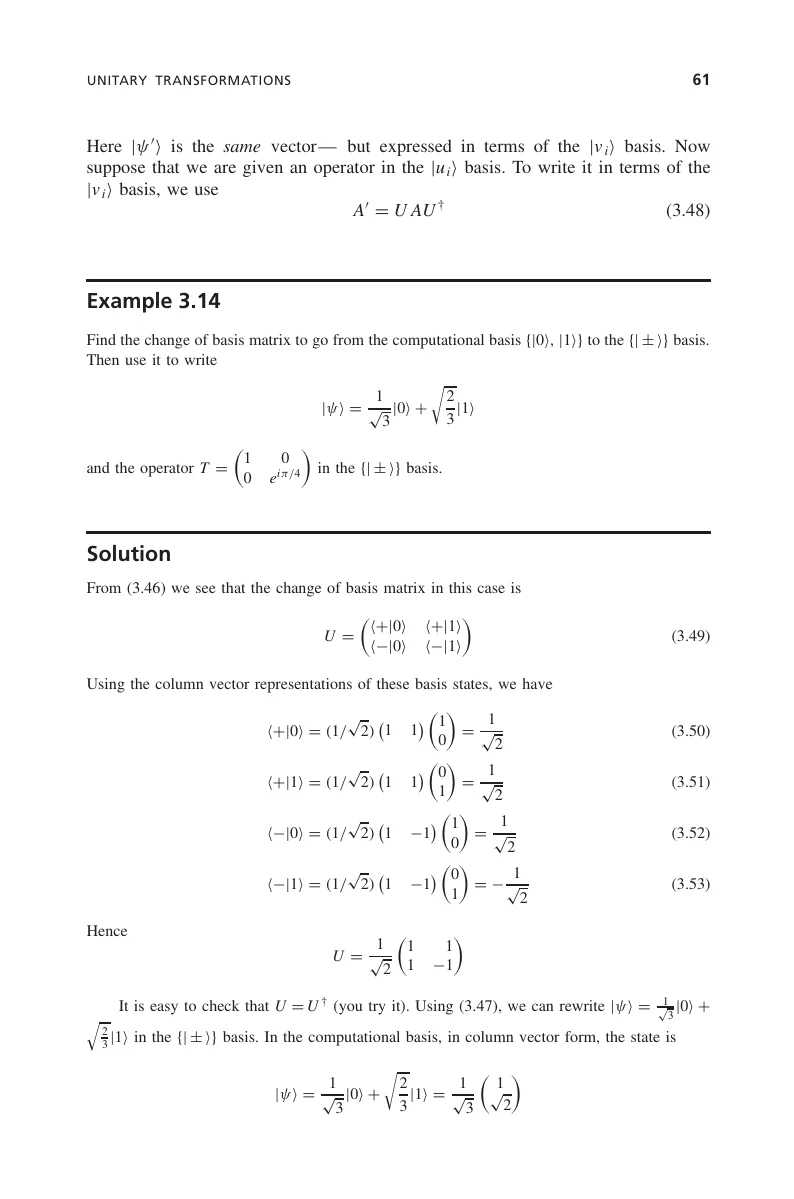 UNITARY TRANSFORMATIONS 61
Here |ψ′⟩ is the same vector— but expressed in terms of the |vᵢ⟩ basis. Now
suppose that we are given an operator in the |uᵢ⟩ basis. To write it in terms of the
|vᵢ⟩ basis, we use
A′ = UAU† (3.48)
Example 3.14
Find the change of basis matrix to go from the computational basis {|0⟩, |1⟩} to the {|±⟩} basis.
Then use it to write
|ψ⟩ = 1/√3 |0⟩ + √(2/3) |1⟩
and the operator T = (1 0; 0 e^{iπ/4}) in the {|±⟩} basis.
Solution
From (3.46) we see that the change of basis matrix in this case is
U = (⟨+|0⟩ ⟨+|1⟩; ⟨−|0⟩ ⟨−|1⟩) (3.49)
Using the column vector representations of these basis states, we have
⟨+|0⟩ = (1/√2) (1 1) (1; 0) = 1/√2 (3.50)
⟨+|1⟩ = (1/√2) (1 1) (0; 1) = 1/√2 (3.51)
⟨−|0⟩ = (1/√2) (1 −1) (1; 0) = 1/√2 (3.52)
⟨−|1⟩ = (1/√2) (1 −1) (0; 1) = −1/√2 (3.53)
Hence
U = 1/√2 (1 1; 1 −1)
It is easy to check that U = U† (you try it). Using (3.47), we can rewrite |ψ⟩ = 1/√3 |0⟩ +
√(2/3) |1⟩ in the {|±⟩} basis. In the computational basis, in column vector form, the state is
|ψ⟩ = 1/√3 |0⟩ + √(2/3) |1⟩ = 1/√3 (1; √2)